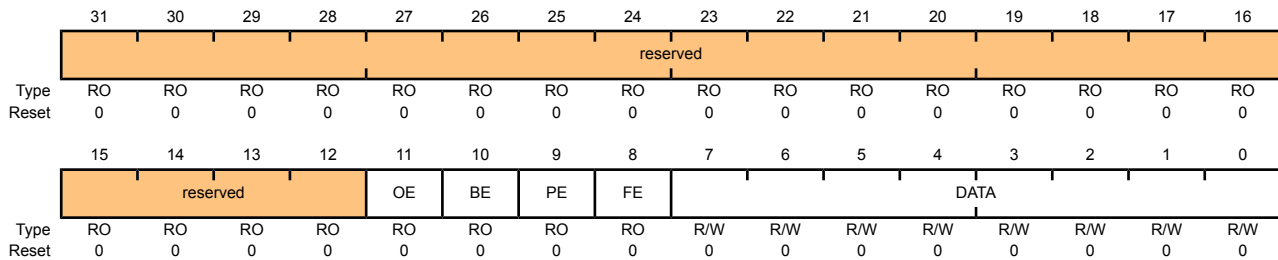 31 30 29 28 27 26 25 24 23 22 21 20 19 18 17 16
reserved
Type RO RO RO RO RO RO RO RO RO RO RO RO RO RO RO RO
Reset 0 0 0 0 0 0 0 0 0 0 0 0 0 0 0 0
15 14 13 12 11 10 9 8 7 6 5 4 3 2 1 0
reserved OE BE PE FE DATA
Type RO RO RO RO RO RO RO RO R/W R/W R/W R/W R/W R/W R/W R/W
Reset 0 0 0 0 0 0 0 0 0 0 0 0 0 0 0 0